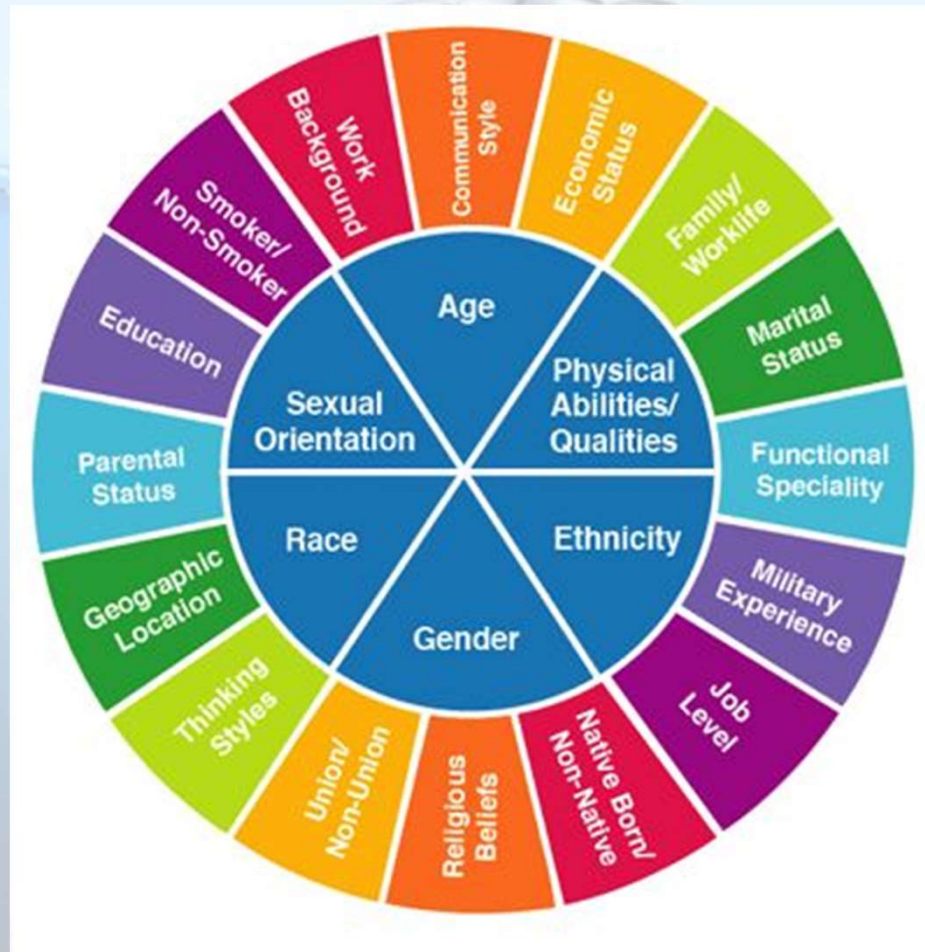 Communication
Style
Economic
Status
Family/
Worklife
Marital
Status
Functional
Speciality
Military
Experience
Job
Level
Native Born/
Non-Native
Religious
Beliefs
Union/
Non-Union
Thinking
Styles
Geographic
Location
Parental
Status
Education
Smoker/
Non-Smoker
Work
Background
Age
Physical
Abilities/
Qualities
Ethnicity
Gender
Race
Sexual
Orientation